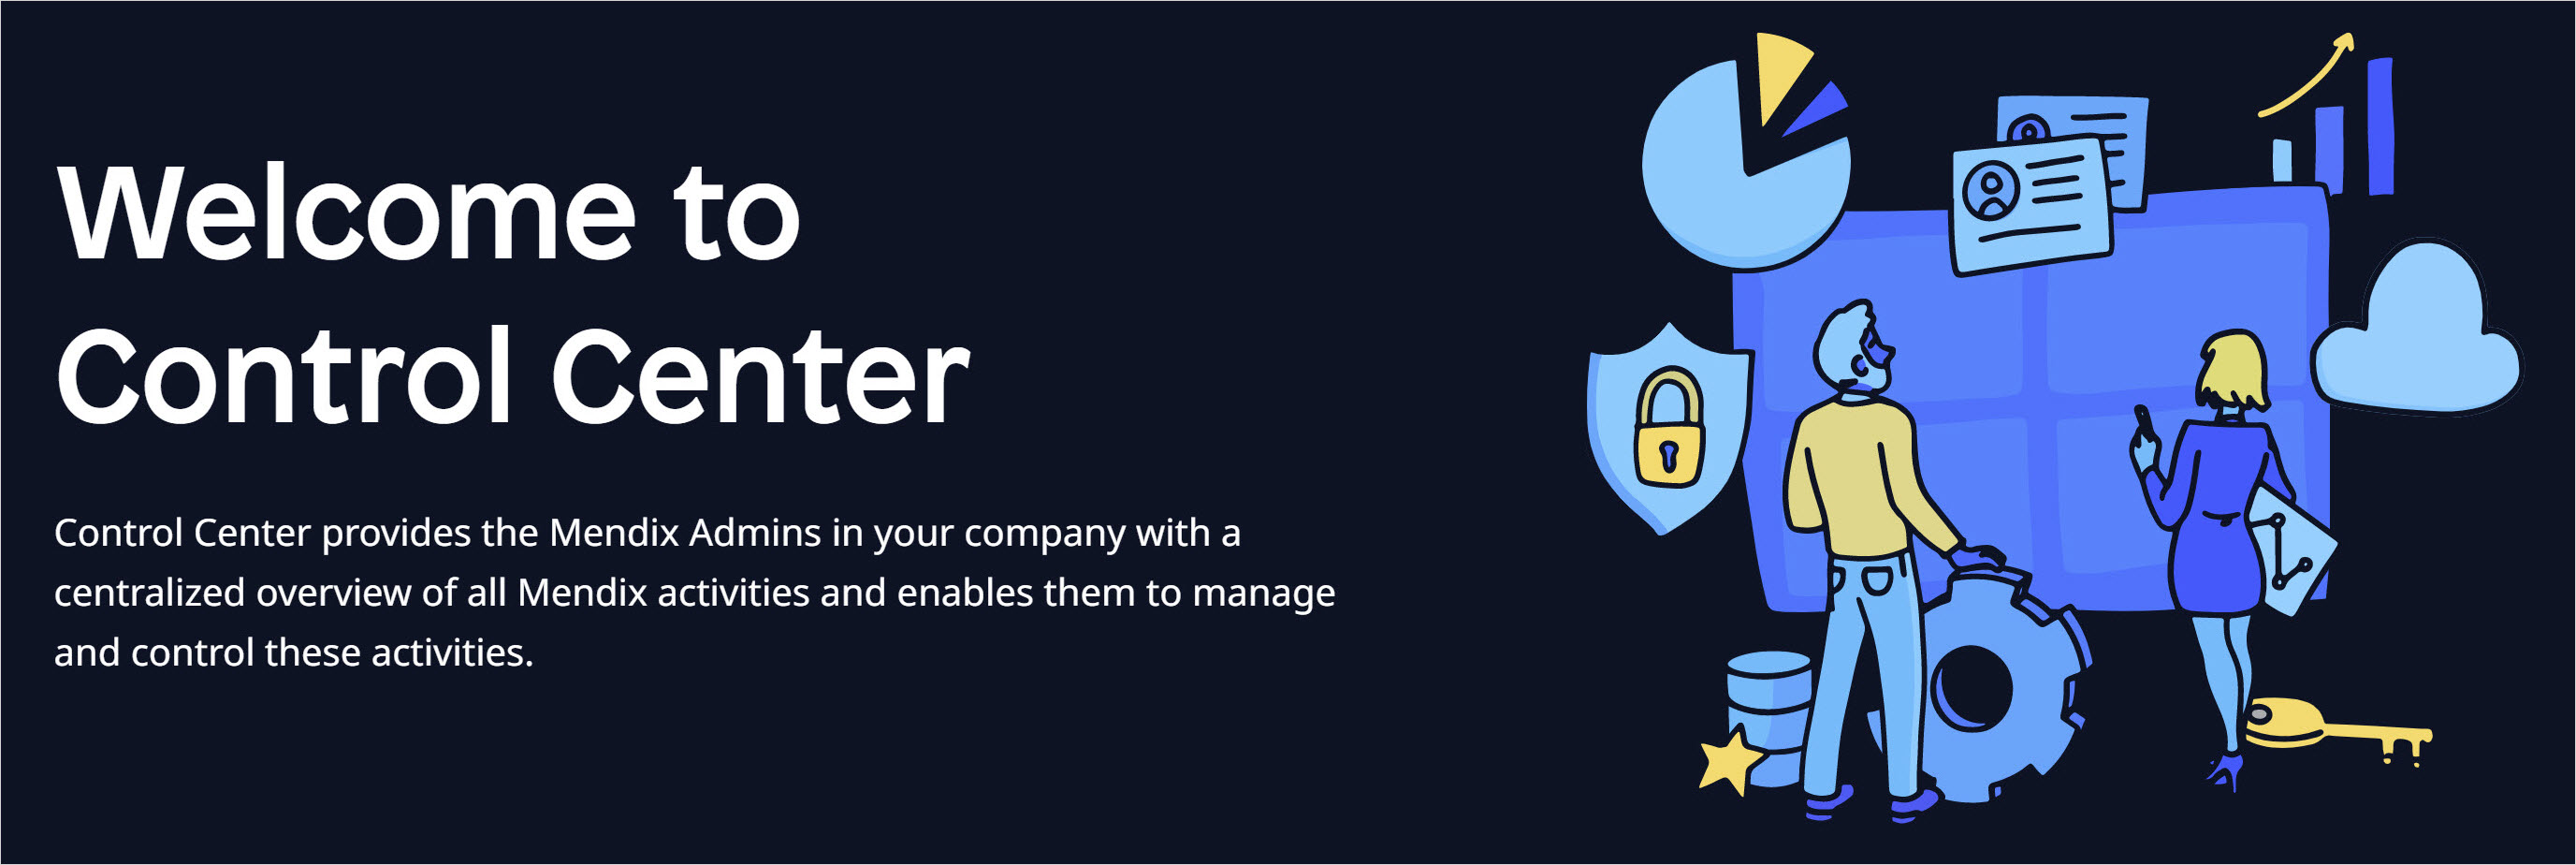 Welcome to
Control Center
Control Center provides the Mendix Admins in your company with a
centralized overview of all Mendix activities and enables them to manage
and control these activities.